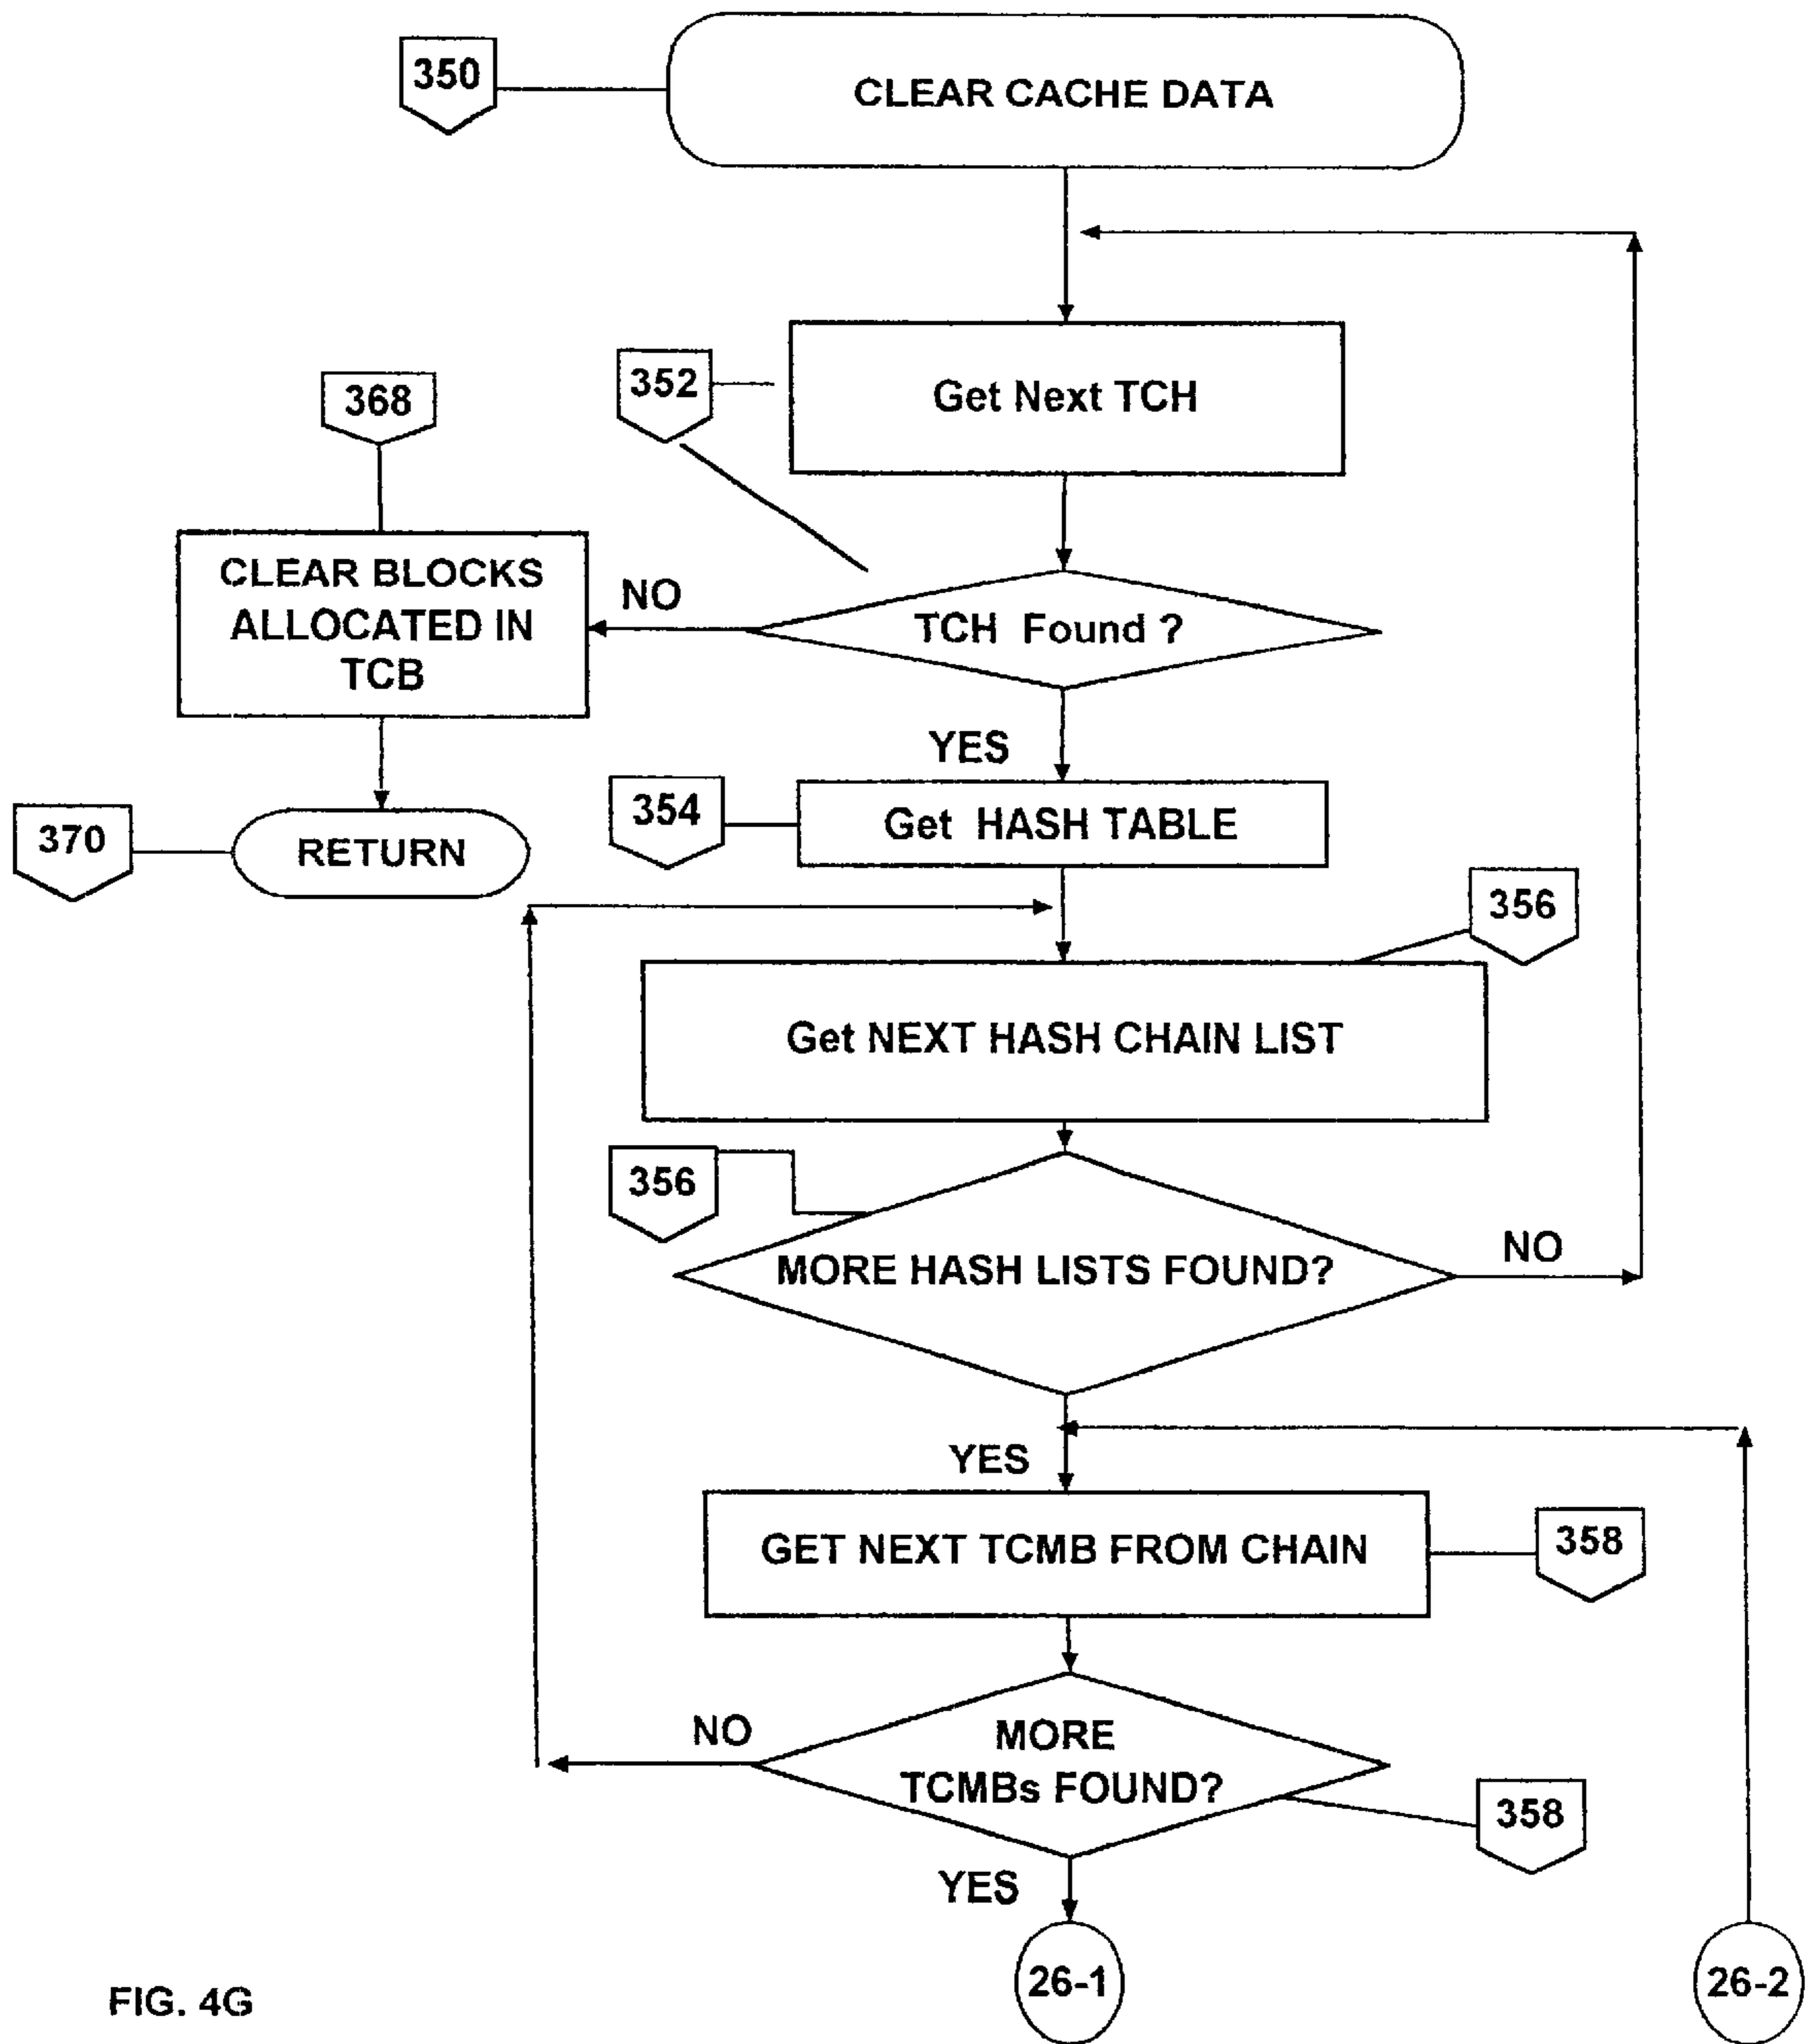 350
CLEAR CACHE DATA
352
Get Next TCH
368
CLEAR BLOCKS
ALLOCATED IN
TCB
NO
TCH Found ?
YES
354
Get HASH TABLE
370
RETURN
356
Get NEXT HASH CHAIN LIST
356
MORE HASH LISTS FOUND?
NO
YES
GET NEXT TCMB FROM CHAIN
358
NO
MORE
TCMBs FOUND?
358
YES
26-1
26-2
FIG. 4G